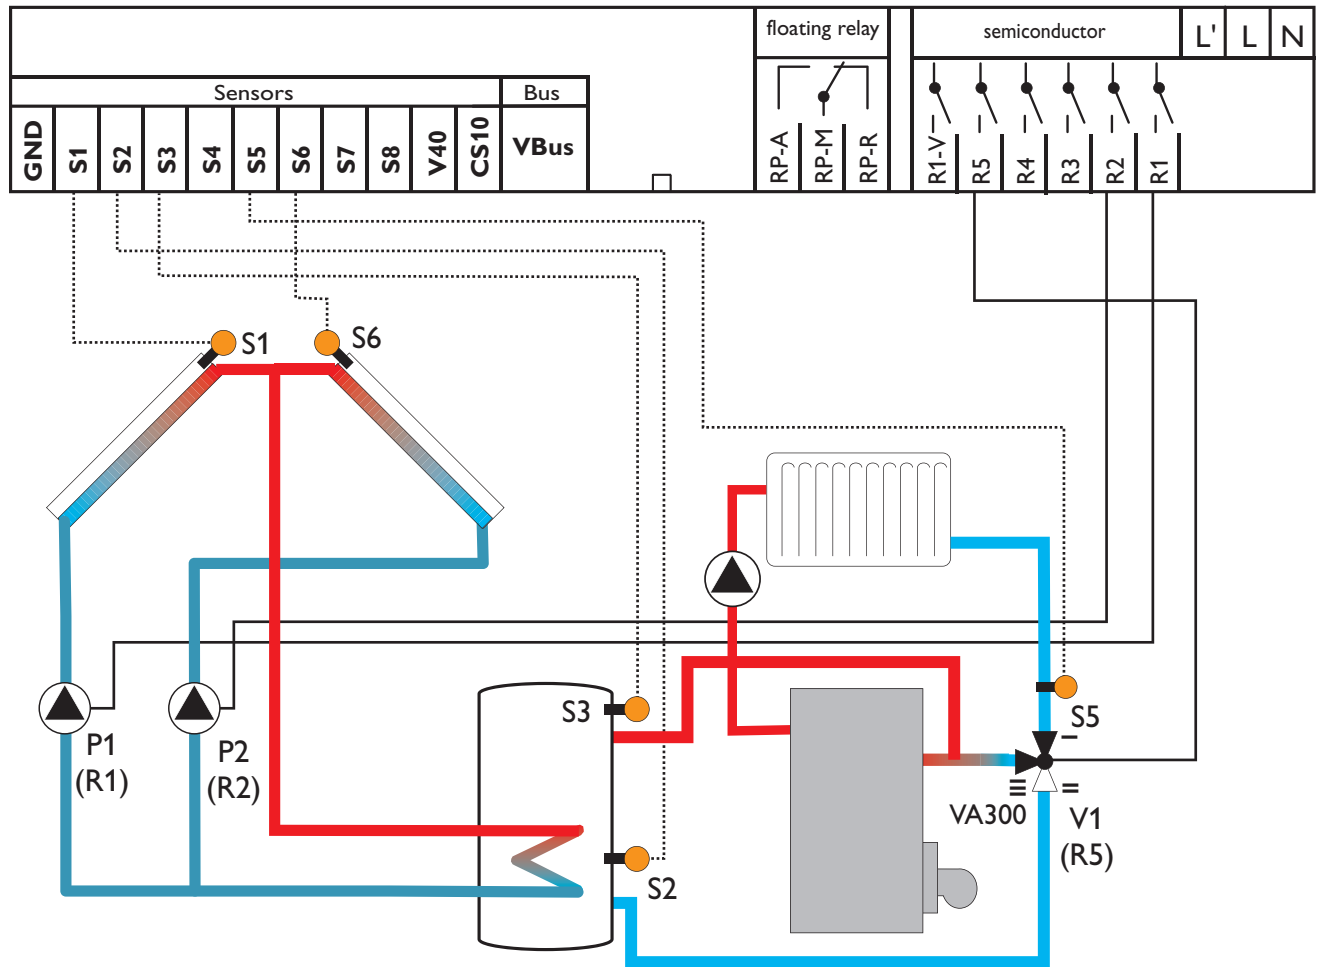 floating relay
semiconductor
L'
L
N
Sensors
Bus
GND
S1
S2
S3
S4
S5
S6
S7
S8
V40
CS10
VBus
RP-A
RP-M
RP-R
R1-V
R5
R4
R3
R2
R1
S1
S6
S3
S5
P1
(R1)
P2
(R2)
VA300
V1
(R5)
S2